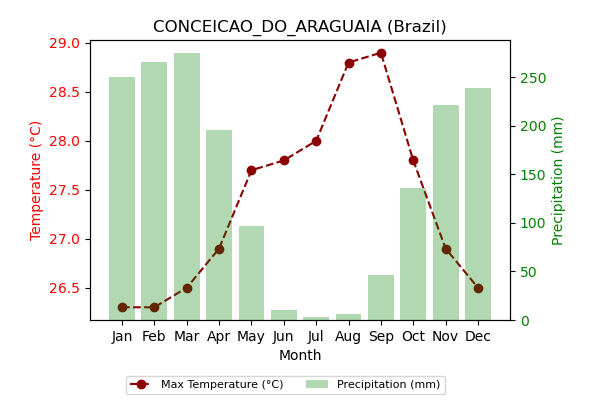 CONCEICAO_DO_ARAGUAIA (Brazil)
29.0
28.5
28.0
27.5
27.0
26.5
Temperature (°C)
250
200
150
100
50
0
Precipitation (mm)
Jan Feb Mar Apr May Jun Jul Aug Sep Oct Nov Dec
Month
Max Temperature (°C) Precipitation (mm)